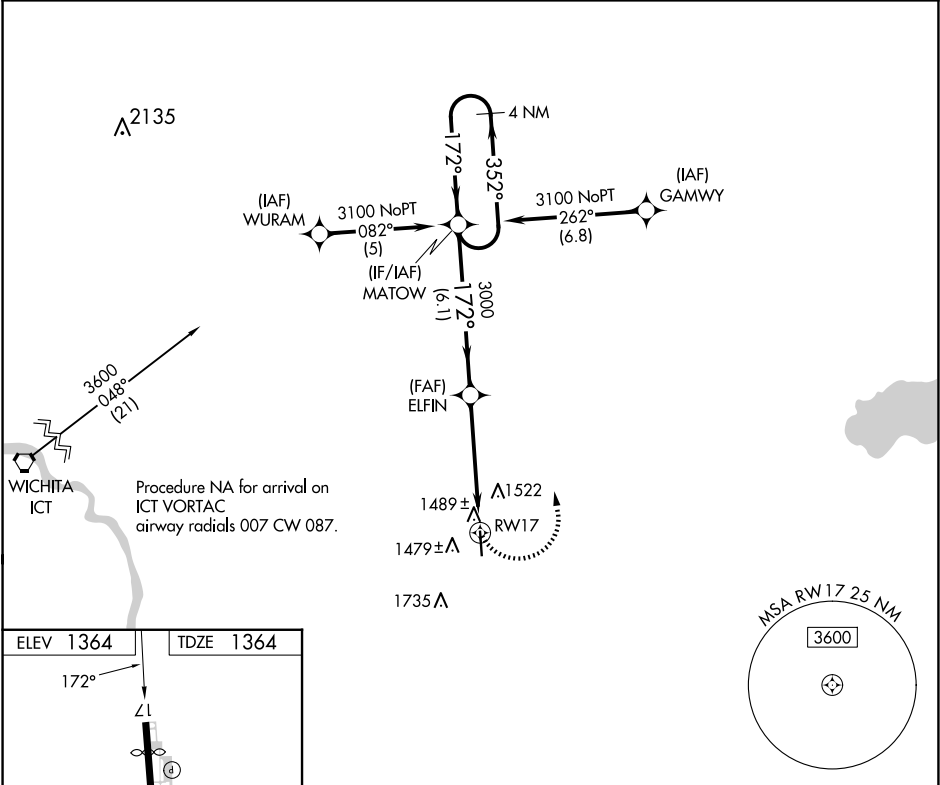 2135
4 NM
172°
352°
(IAF)
WURAM
3100 NoPT
082°
(5)
3100 NoPT
262°
(6.8)
(IAF)
GAMWY
(IF/IAF)
MATOW
3000
172°
(6.1)
3600
048°
(21)
(FAF)
ELFIN
WICHITA
ICT
Procedure NA for arrival on
ICT VORTAC
airway radials 007 CW 087.
1522
1489±
RW17
1479±
1735
MSA RW17 25 NM
3600
ELEV 1364
TDZE 1364
172°
17
P